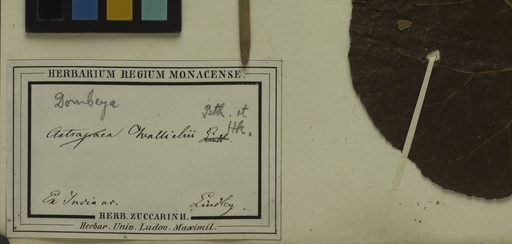 HERBARIUM REGIUM MONACENSE.
Dombeya Bth. et
Hk.
Astrapaea Wallichii Lindl.
Ex India or. Lindley.
HERB. ZUCCARINII.
Herbar. Univ. Ludov. Maximil.